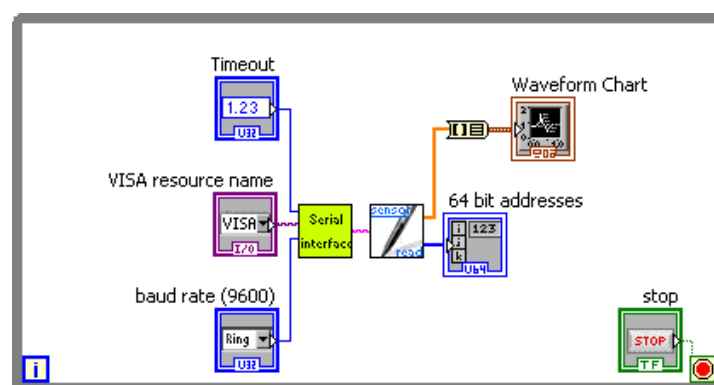 Timeout
1.23
U32
Waveform Chart
VISA resource name
VISA
I/O
Serial
interface
sensor
read
64 bit addresses
i
j
k
123
U64
baud rate (9600)
Ring
U32
stop
STOP
TF
i